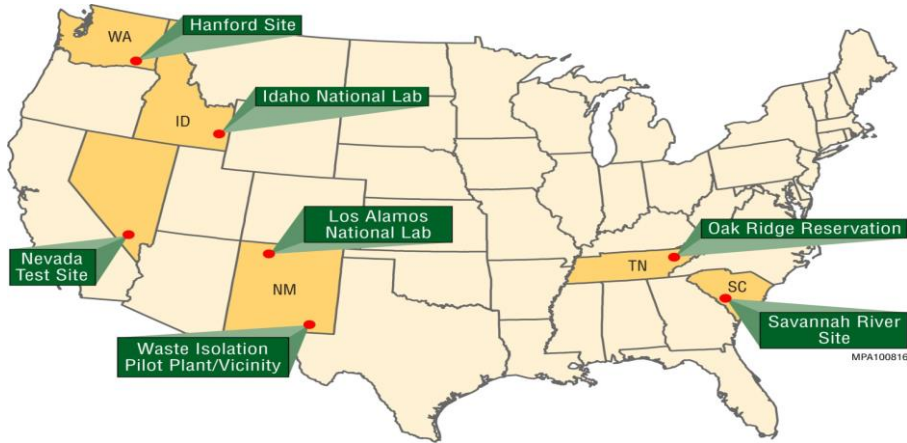 WA
Hanford Site
Idaho National Lab
ID
Los Alamos
National Lab
Nevada
Test Site
NM
Waste Isolation
Pilot Plant/Vicinity
Oak Ridge Reservation
TN
SC
Savannah River
Site
MPA100816